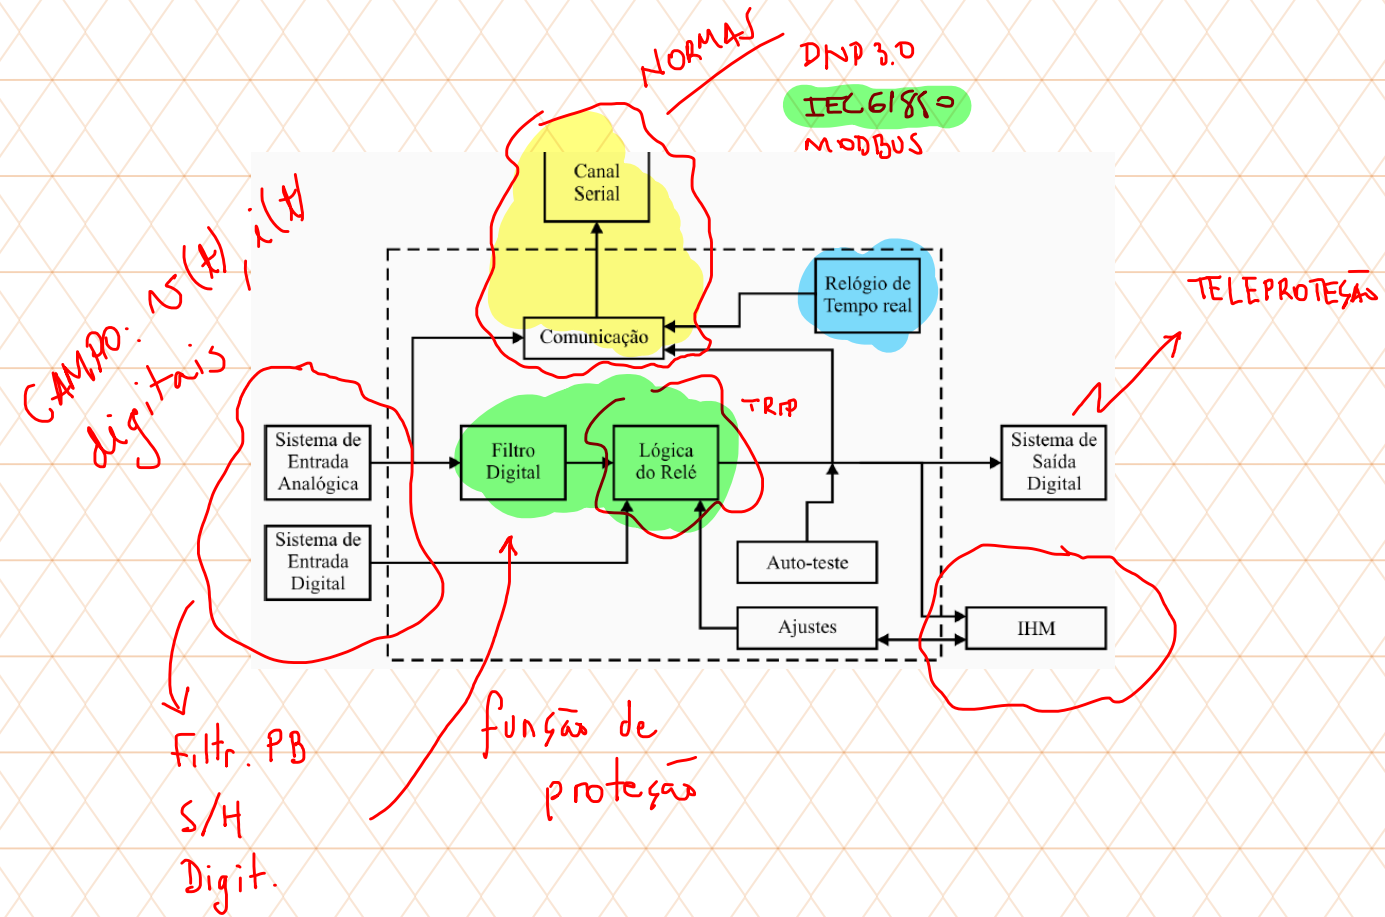 NORMAS
DNP 3.0
IEC 61850
MODBUS
Canal
Serial
CAMPO: v(t), i(t)
digitais
Relógio de
Tempo real
TELEPROTEÇÃO
Comunicação
TRIP
Sistema de
Entrada
Analógica
Filtro
Digital
Lógica
do Relé
Sistema de
Saída
Digital
Sistema de
Entrada
Digital
Auto-teste
Ajustes
IHM
Filtr. PB
S/H
Digit.
função de
proteção